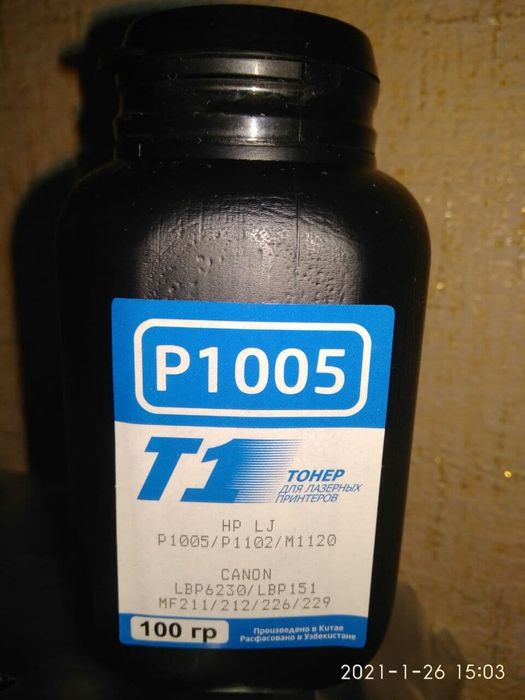 P1005
T1
ТОНЕР
ДЛЯ ЛАЗЕРНЫХ
ПРИНТЕРОВ
HP LJ
P1005/P1102/M1120
CANON
LBP6230/LBP151
MF211/212/226/229
100 гр
Произведено в Китае
Расфасовано в Узбекистане
2021-1-26 15:03